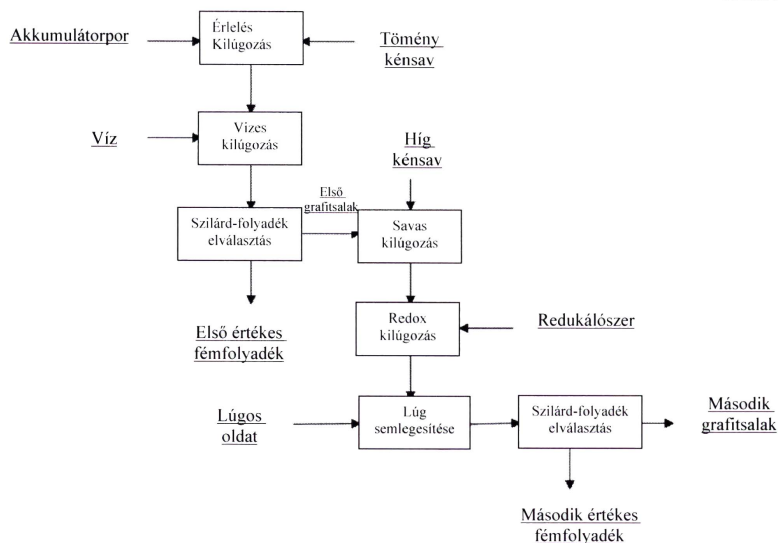 Akkumulátorpor
Érlelés
Kilúgozás
Tömény
kénsav
Víz
Vizes
kilúgozás
Híg
kénsav
Szilárd-folyadék
elválasztás
Első
grafitsalak
Savas
kilúgozás
Első értékes
fémfolyadék
Redox
kilúgozás
Redukálószer
Lúgos
oldat
Lúg
semlegesítése
Szilárd-folyadék
elválasztás
Második
grafitsalak
Második értékes
fémfolyadék